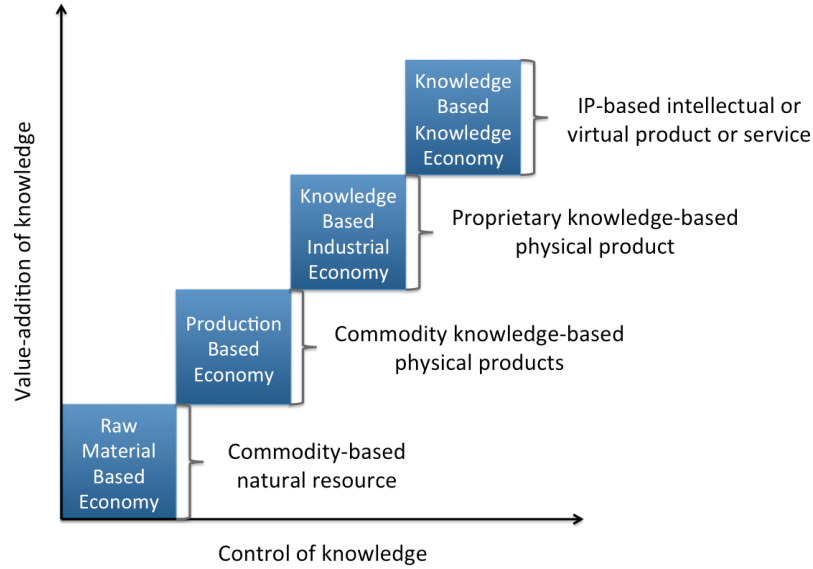 Value-addition of knowledge
Knowledge
Based
Knowledge
Economy
IP-based intellectual or
virtual product or service
Knowledge
Based
Industrial
Economy
Proprietary knowledge-based
physical product
Production
Based
Economy
Commodity knowledge-based
physical products
Raw
Material
Based
Economy
Commodity-based
natural resource
Control of knowledge